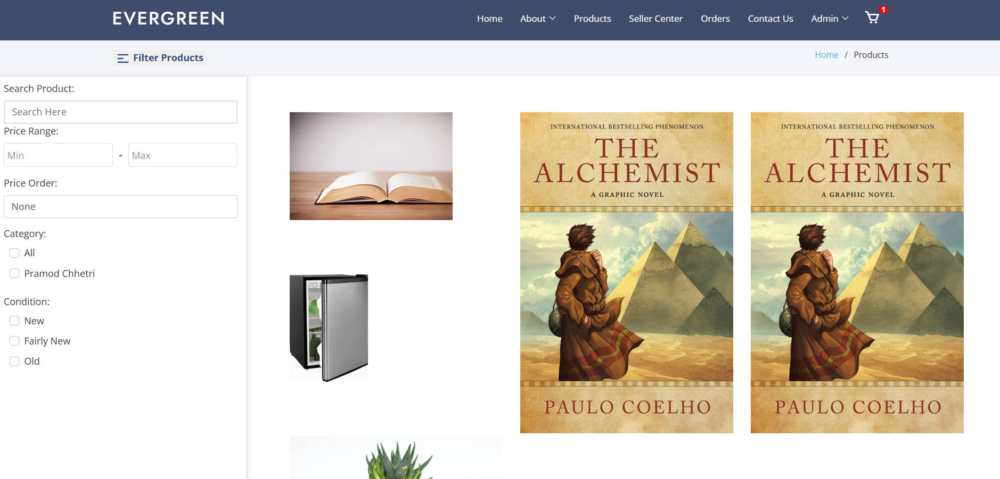 EVERGREEN
Home About Products Seller Center Orders Contact Us Admin 1
Filter Products
Home / Products
Search Product:
Search Here
Price Range:
Min - Max
Price Order:
None
Category:
All
Pramod Chhetri
Condition:
New
Fairly New
Old
INTERNATIONAL BESTSELLING PHENOMENON
THE
ALCHEMIST
A GRAPHIC NOVEL
PAULO COELHO
INTERNATIONAL BESTSELLING PHENOMENON
THE
ALCHEMIST
A GRAPHIC NOVEL
PAULO COELHO